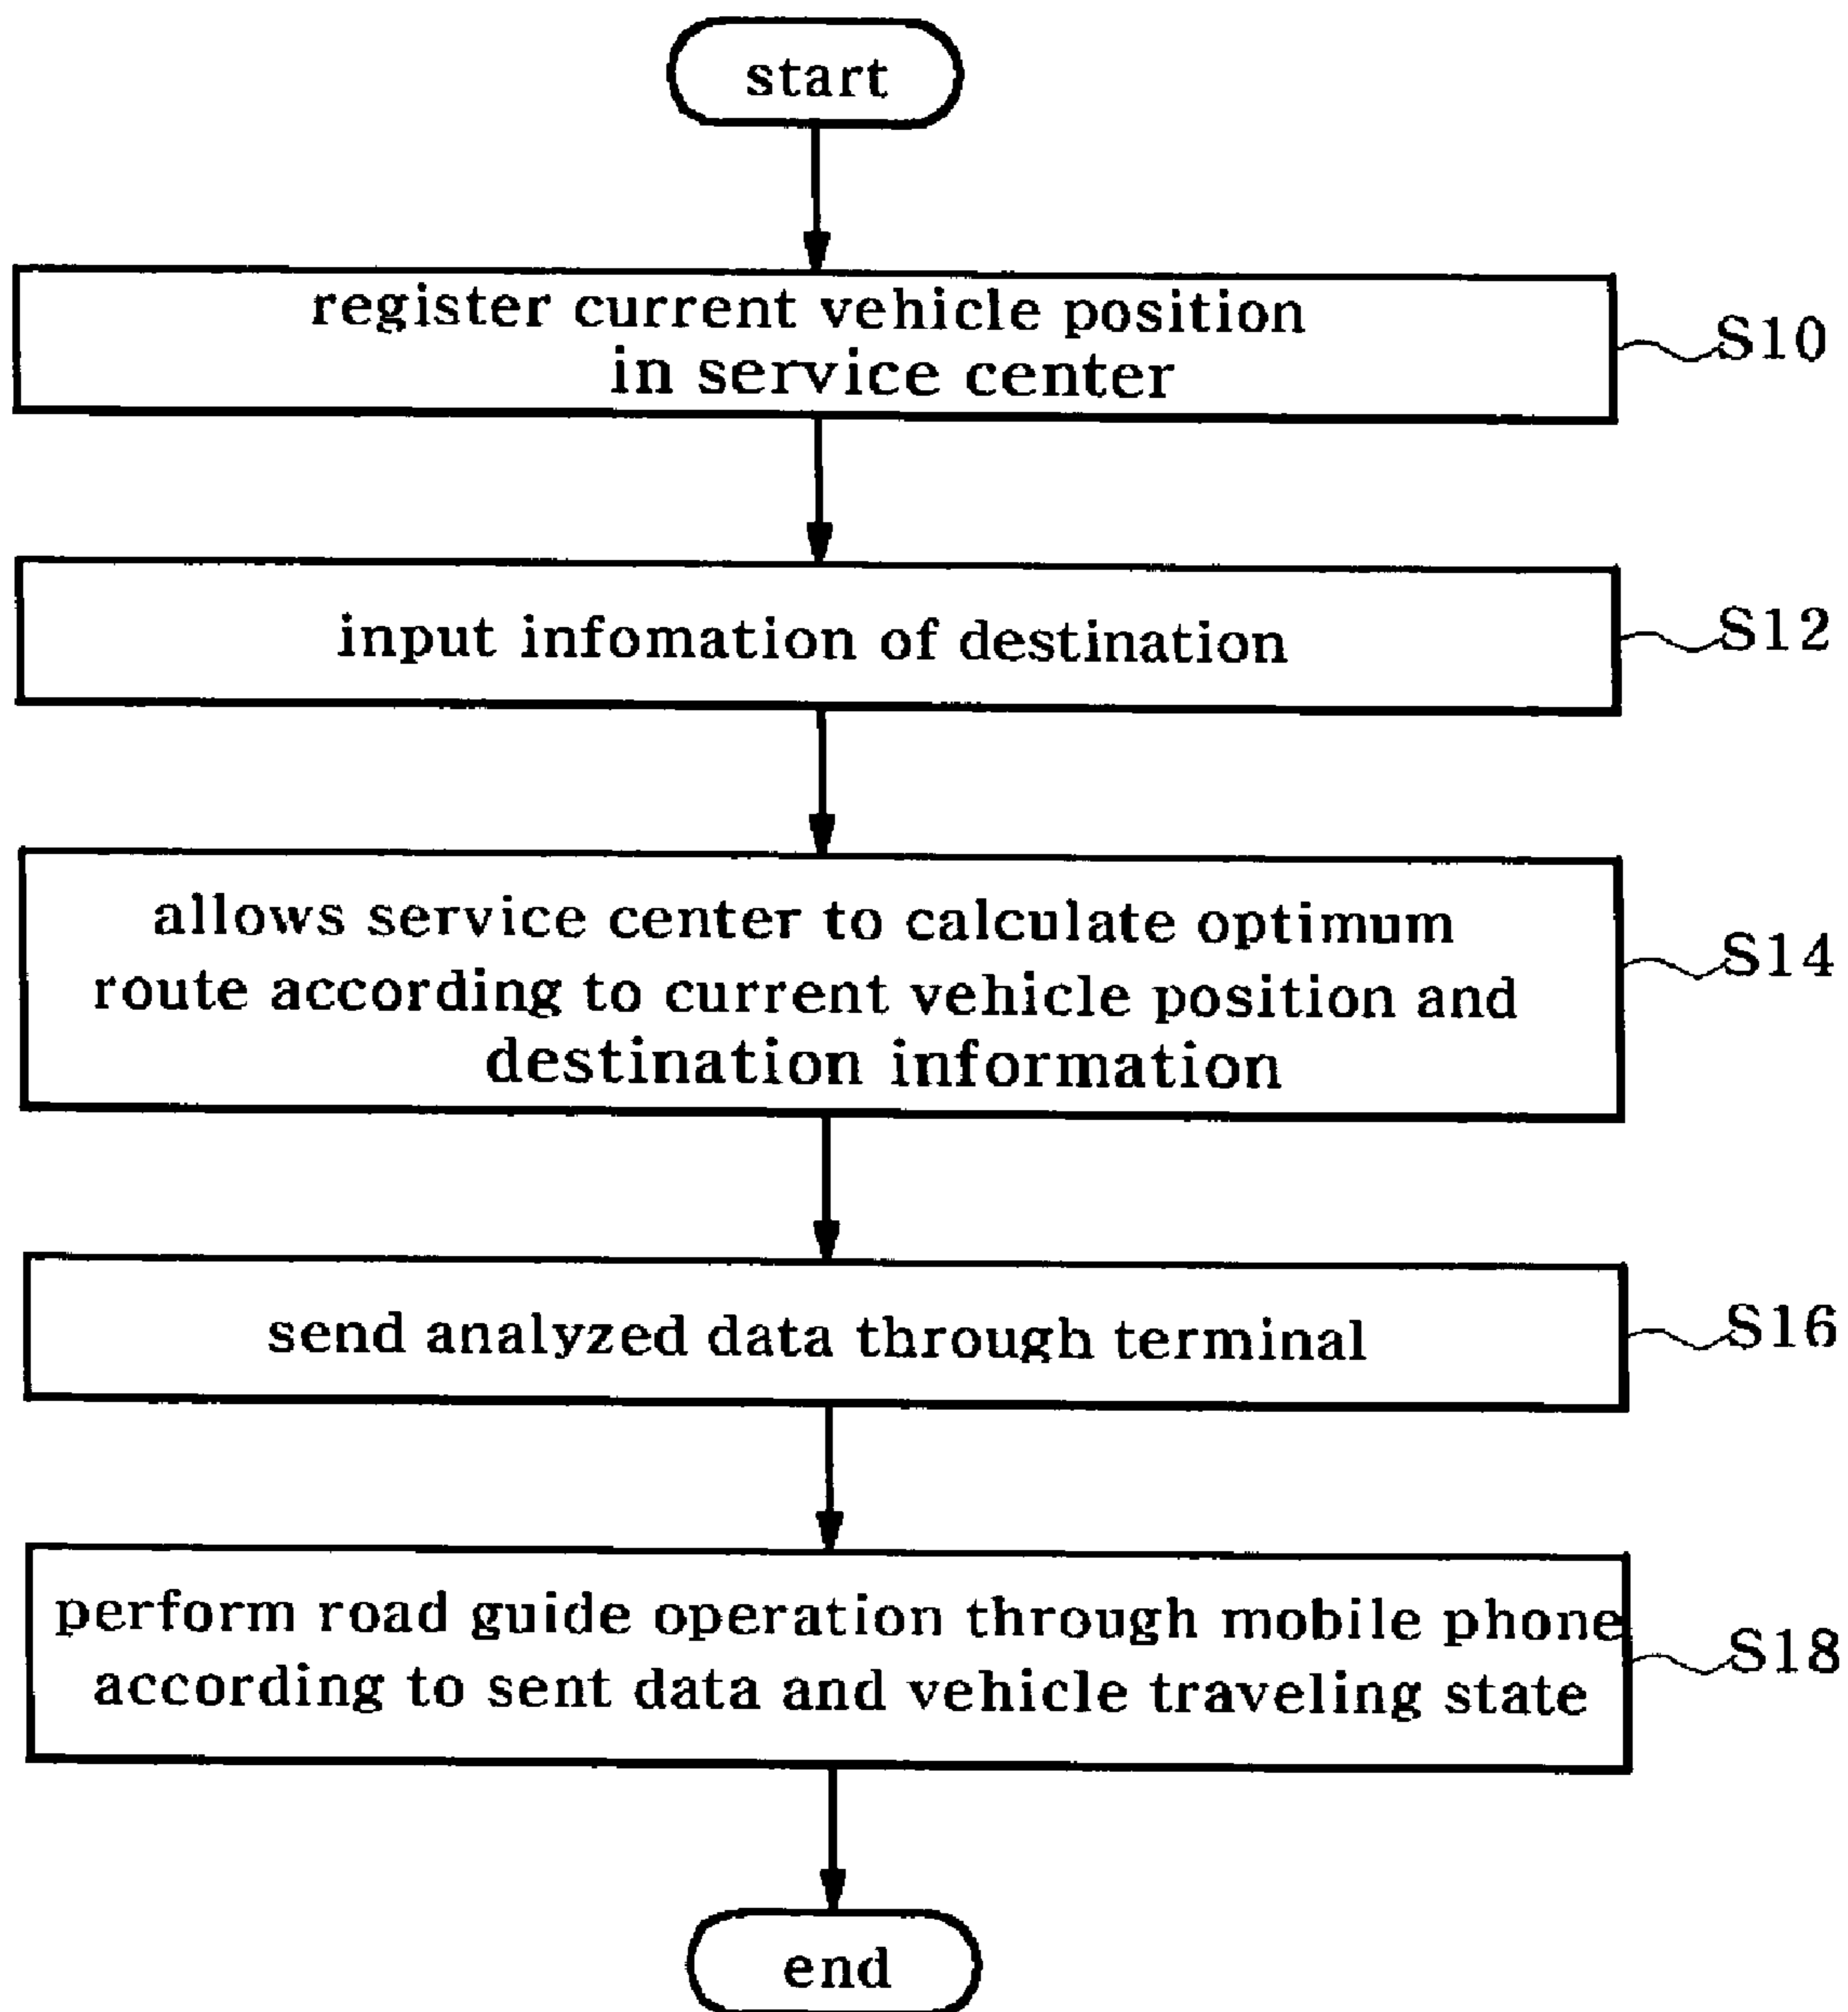 start
register current vehicle position
in service center
S10
input infomation of destination
S12
allows service center to calculate optimum
route according to current vehicle position and
destination information
S14
send analyzed data through terminal
S16
perform road guide operation through mobile phone
according to sent data and vehicle traveling state
S18
end